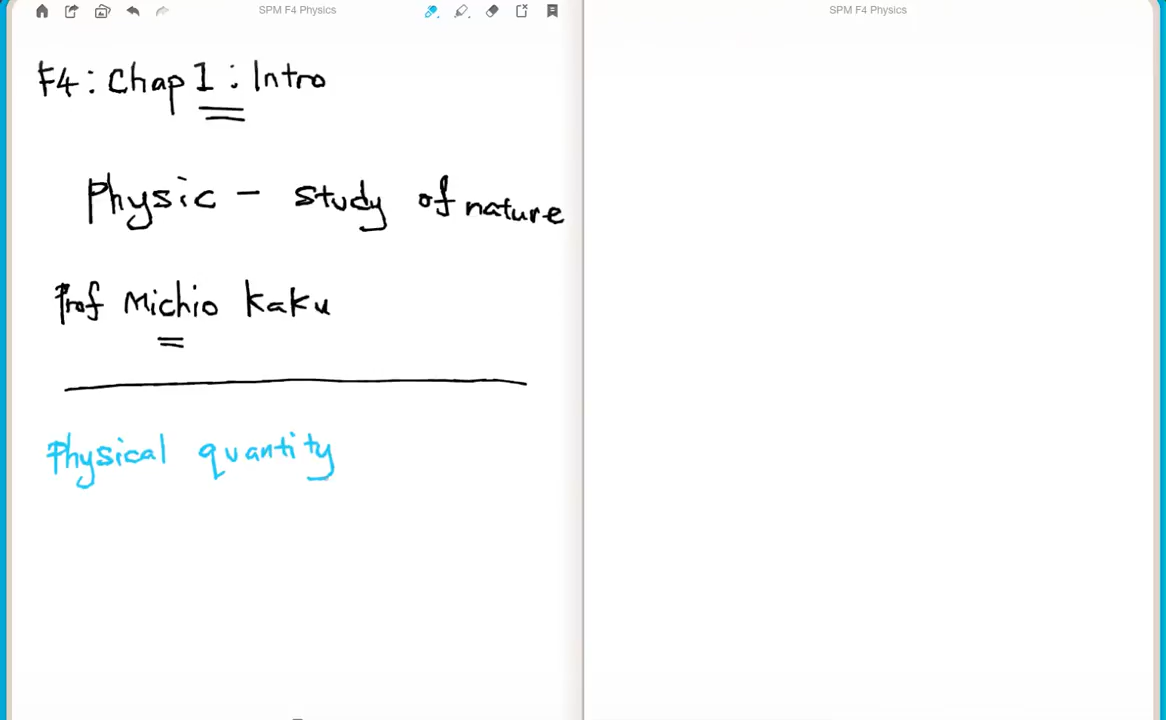 SPM F4 Physics
SPM F4 Physics
F4: Chap 1: Intro
Physic - study of nature
Prof Michio Kaku
Physical quantity